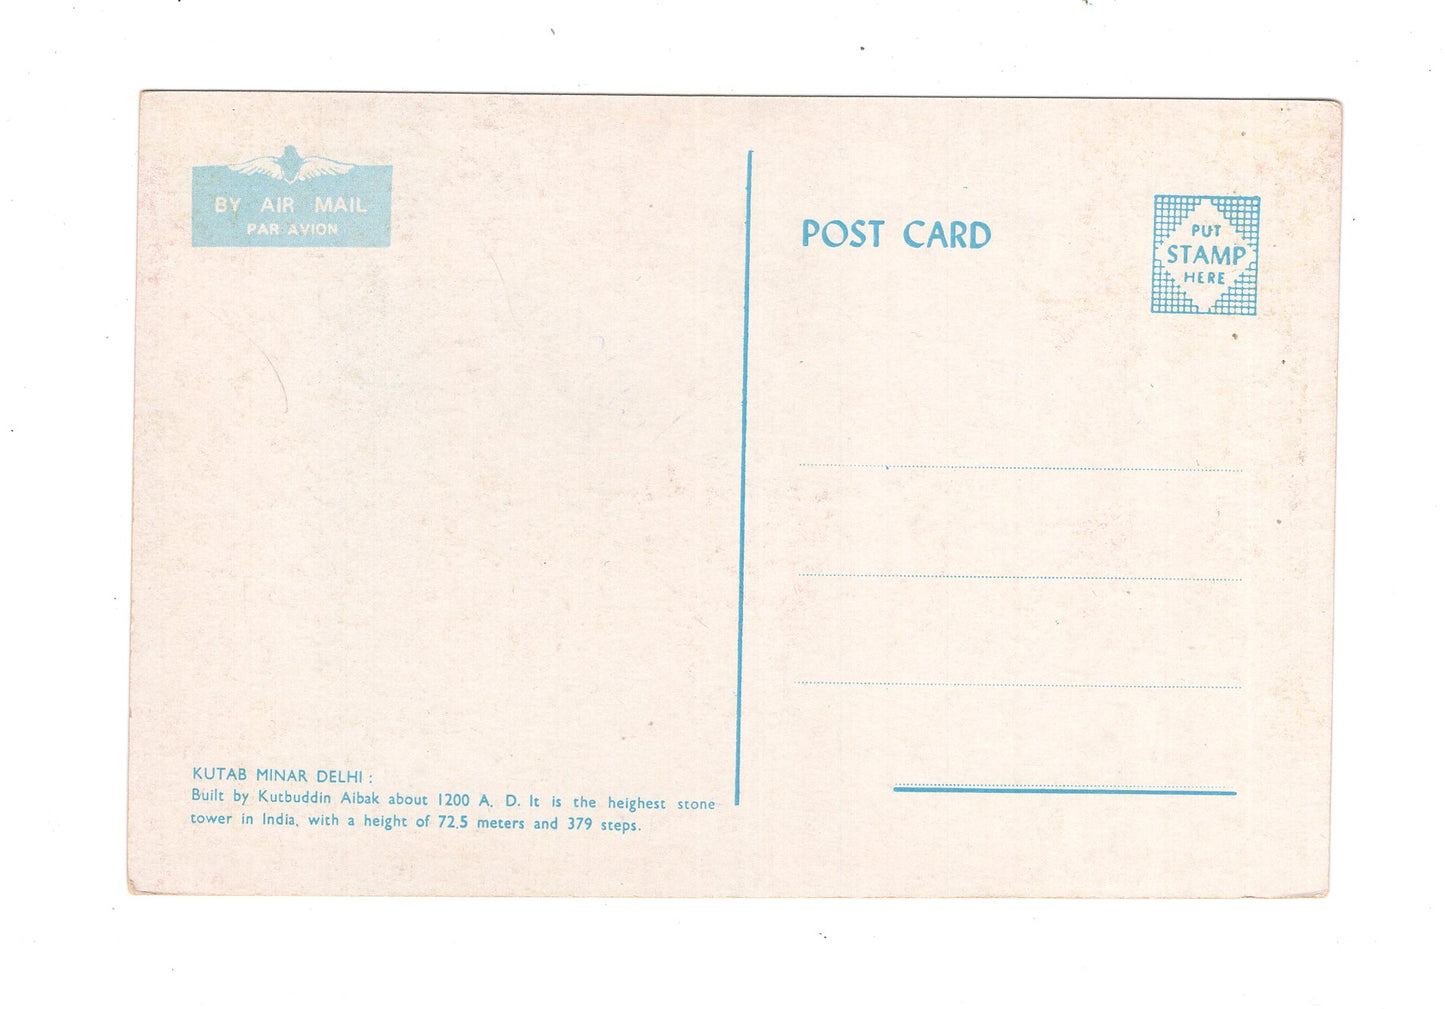 BY AIR MAIL
PAR AVION
POST CARD
PUT
STAMP
HERE
KUTAB MINAR DELHI :
Built by Kutbuddin Aibak about 1200 A. D. It is the heighest stone
tower in India, with a height of 72.5 meters and 379 steps.